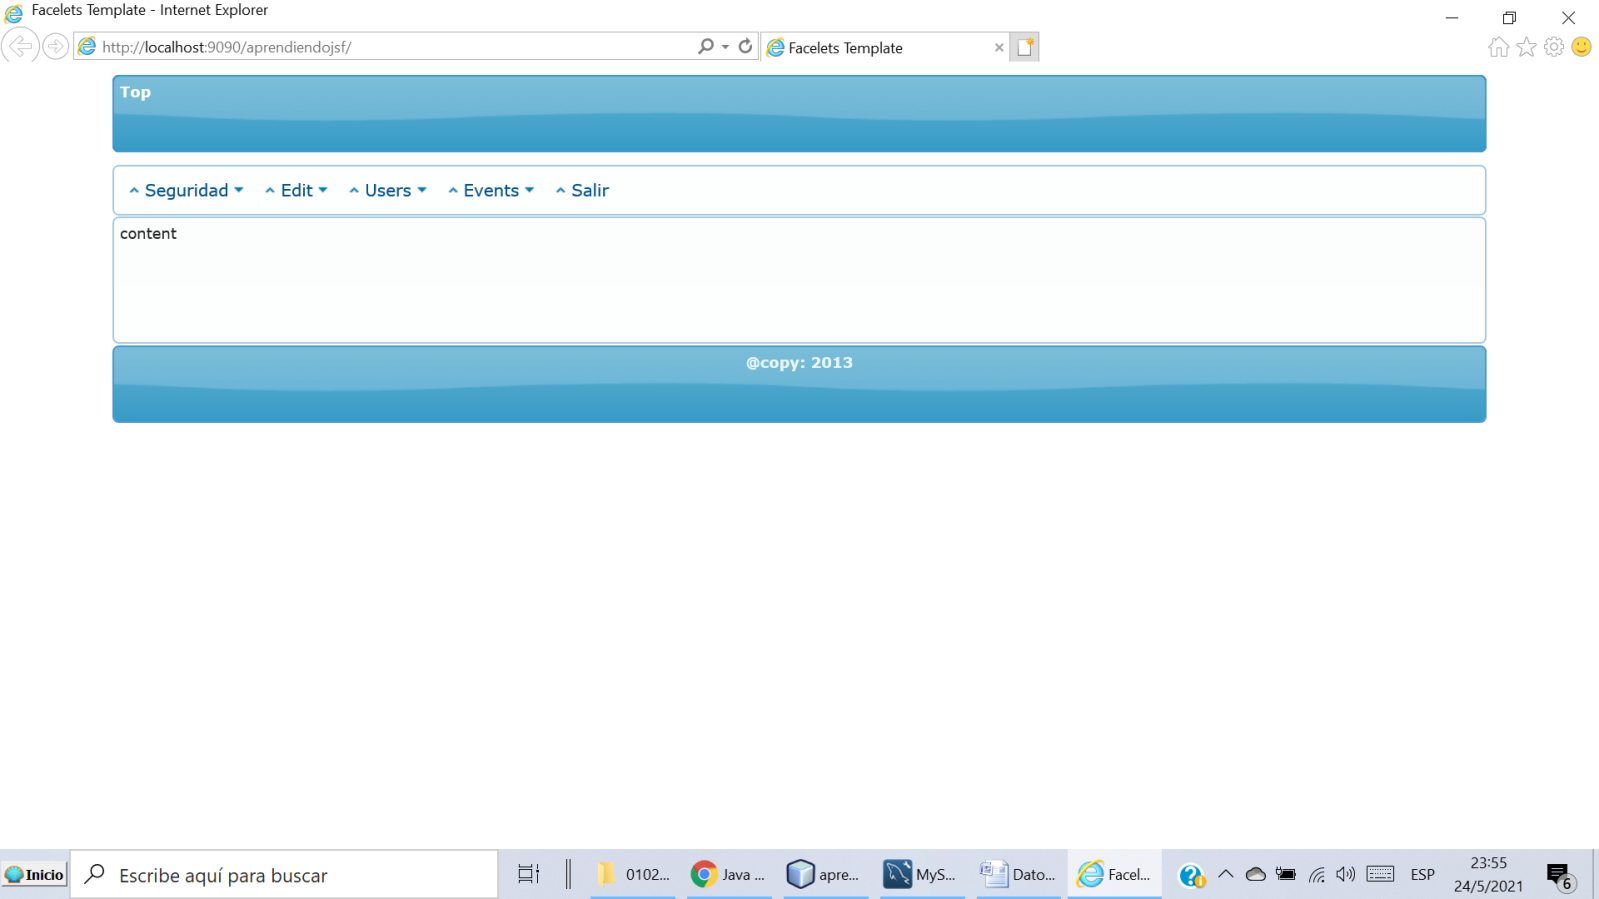 Facelets Template - Internet Explorer
http://localhost:9090/aprendiendojsf/
Facelets Template
Top
Seguridad Edit Users Events Salir
content
@copy: 2013
Inicio
Escribe aquí para buscar
0102...
Java ...
apre...
MyS...
Dato...
Facel...
ESP
23:55
24/5/2021
6